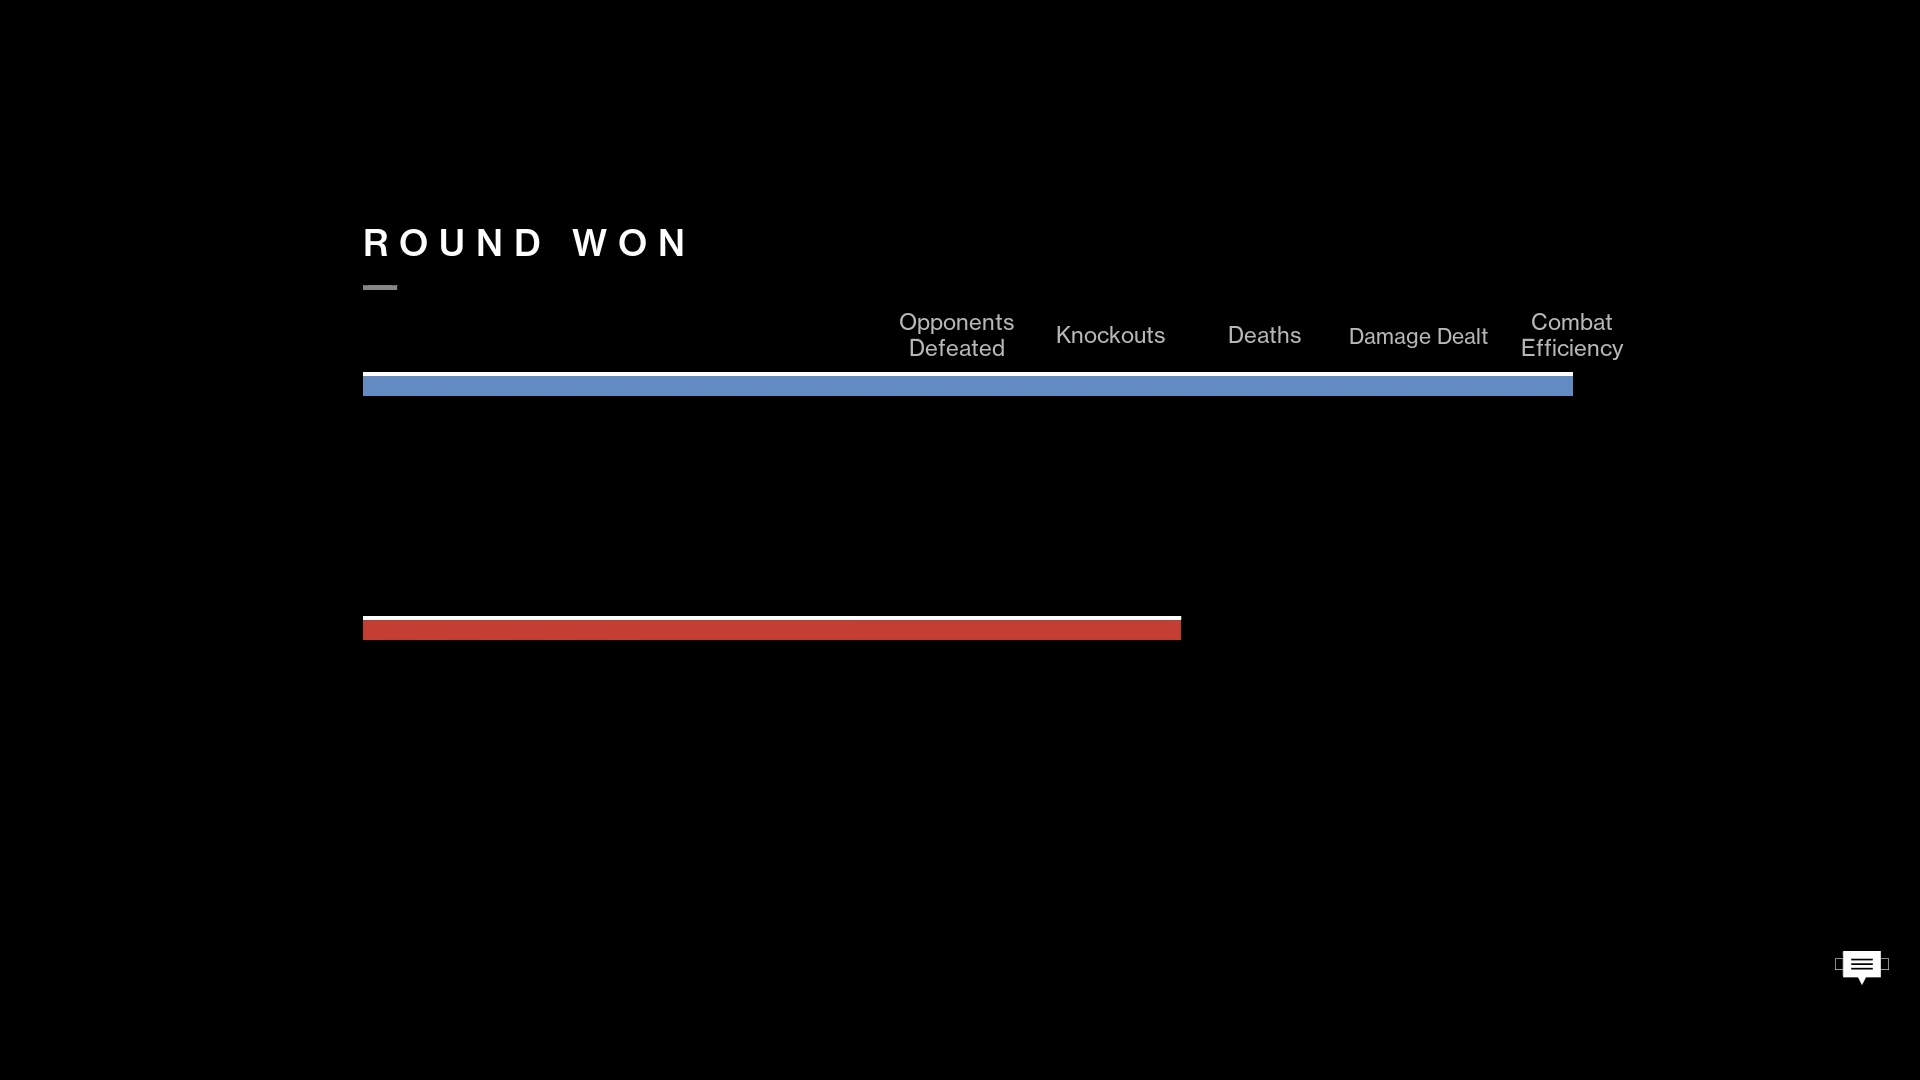 ROUND WON
Opponents
Defeated
Knockouts
Deaths
Damage Dealt
Combat
Efficiency